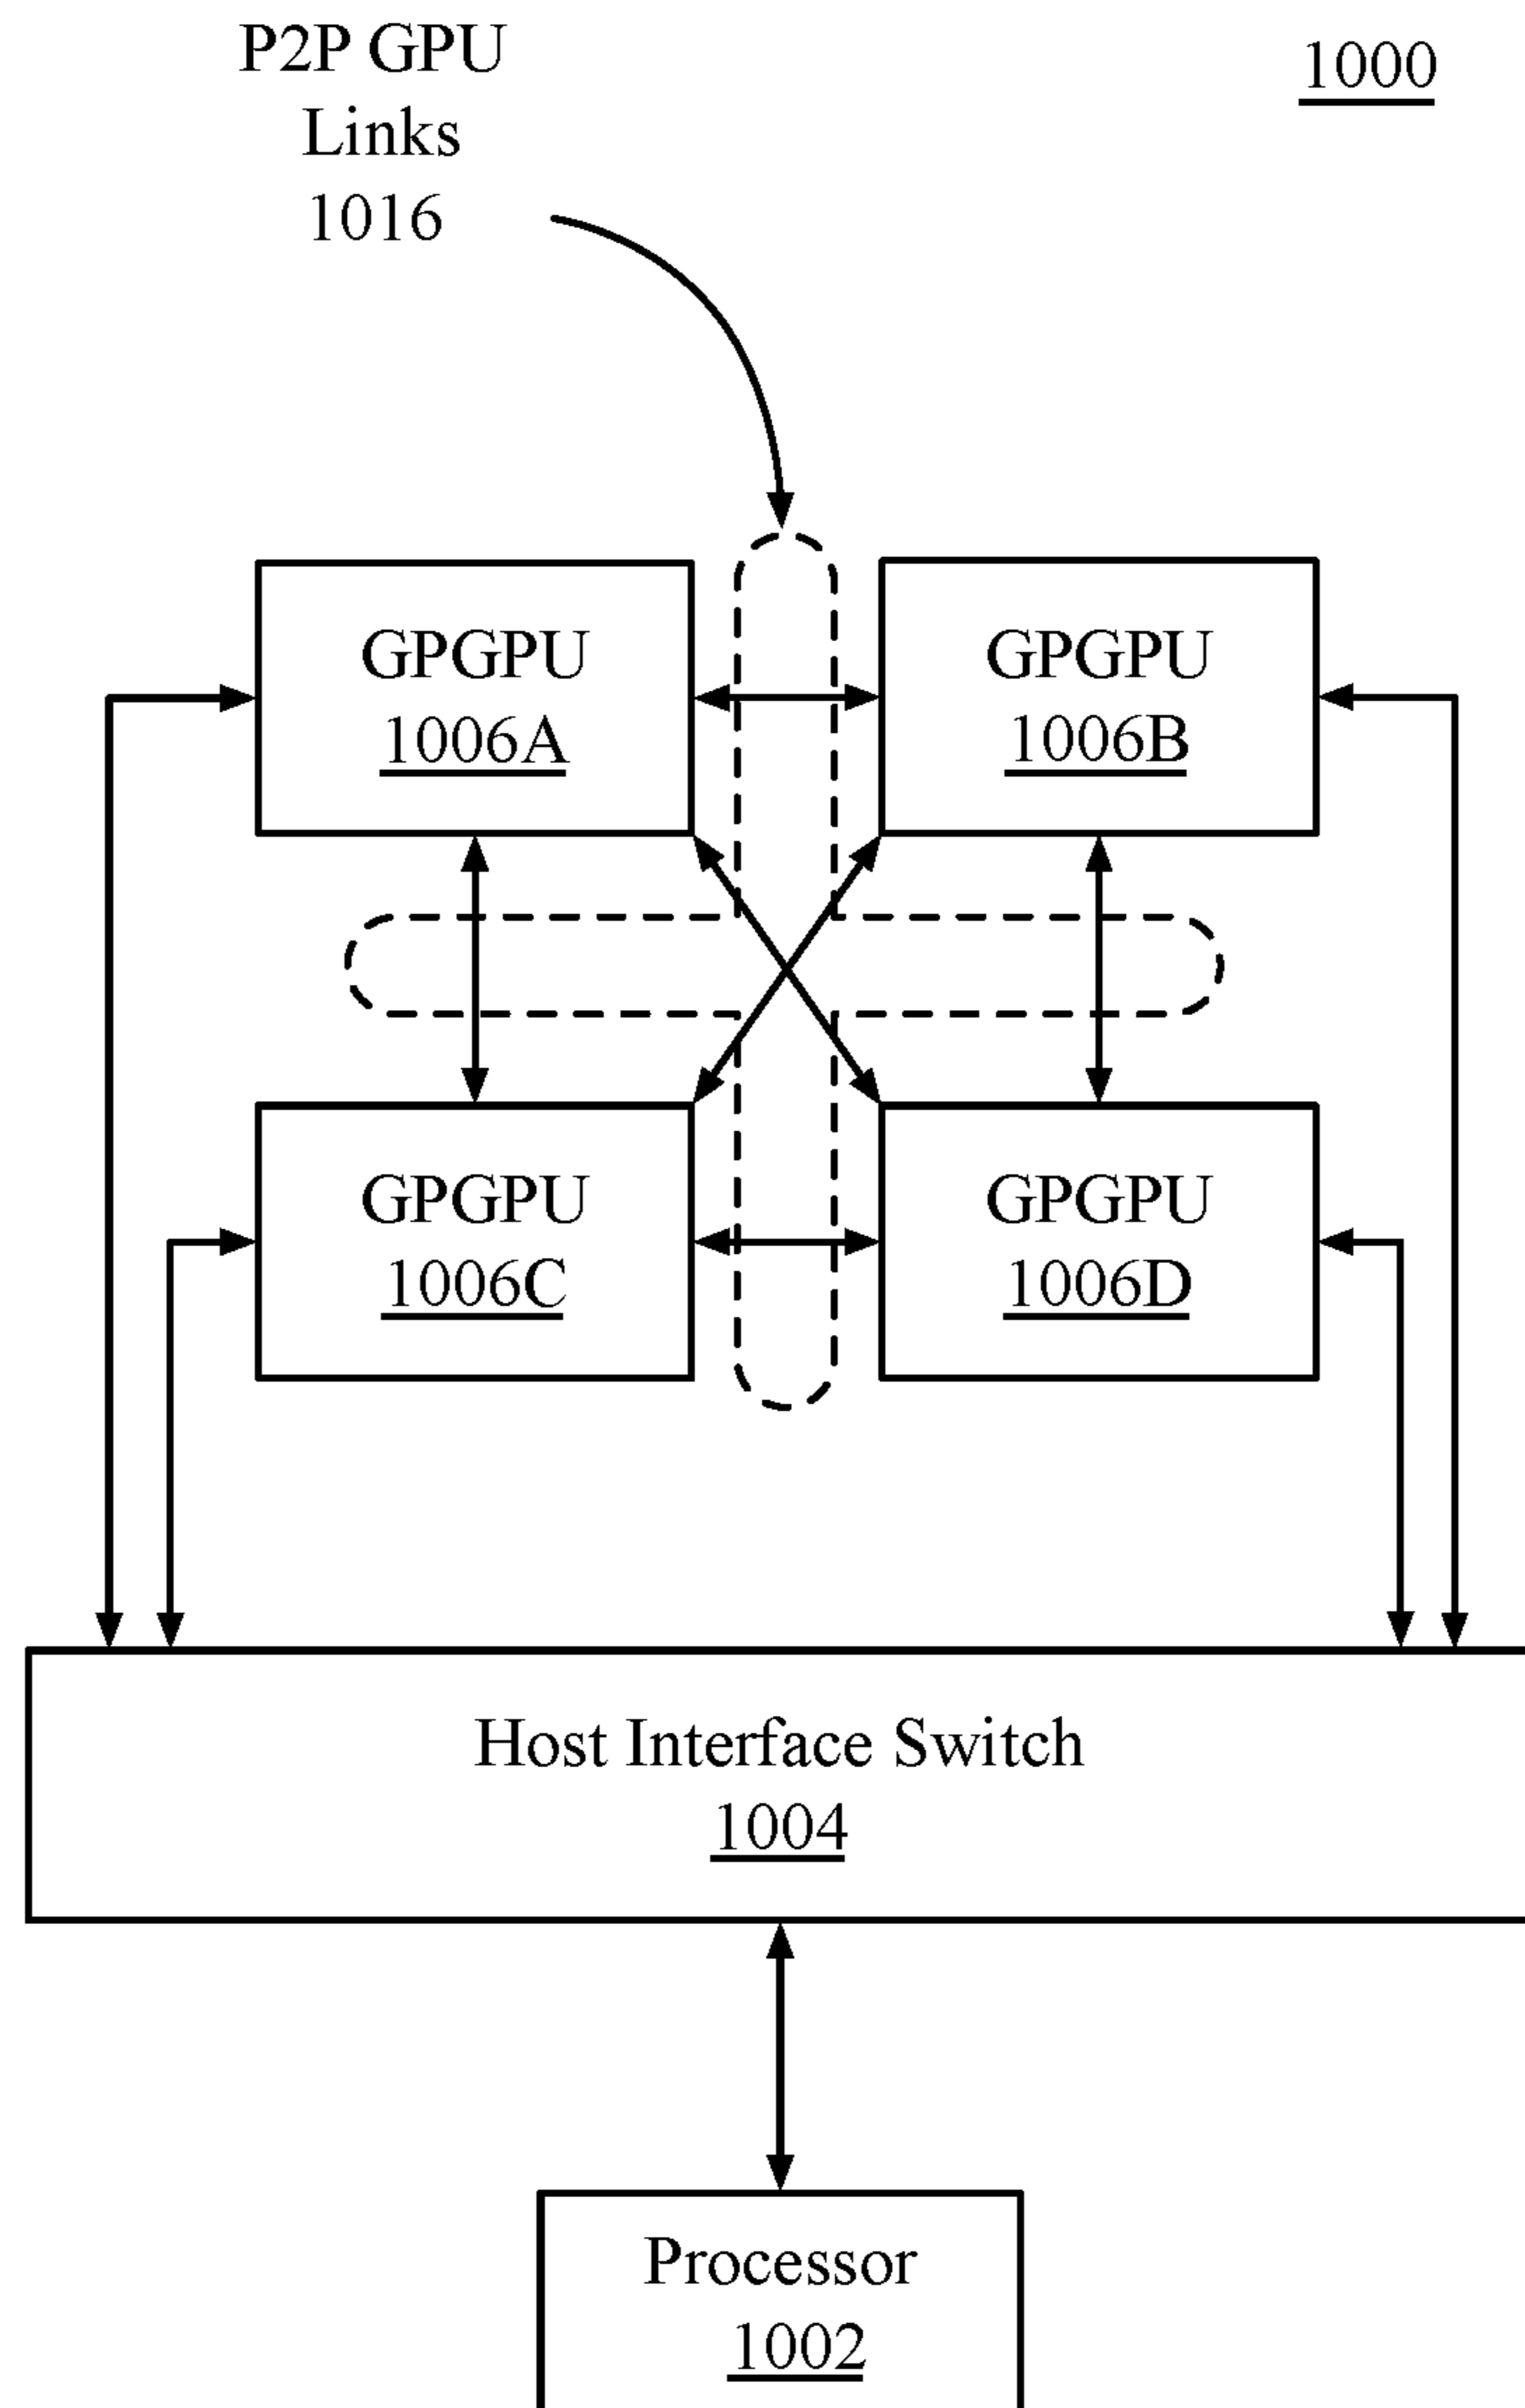 P2P GPU
Links
1016
1000
GPGPU
1006A
GPGPU
1006B
GPGPU
1006C
GPGPU
1006D
Host Interface Switch
1004
Processor
1002